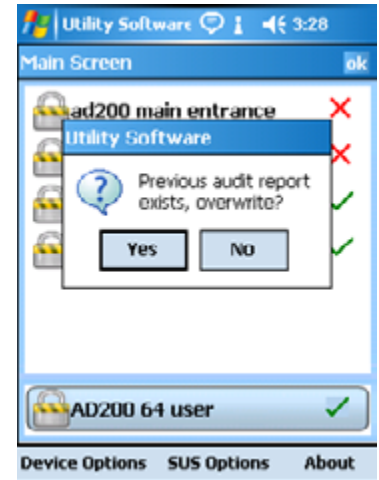 Utility Software 3:28
Main Screen ok
ad200 main entrance
Utility Software
Previous audit report
exists, overwrite?
Yes No
AD200 64 user
Device Options SUS Options About